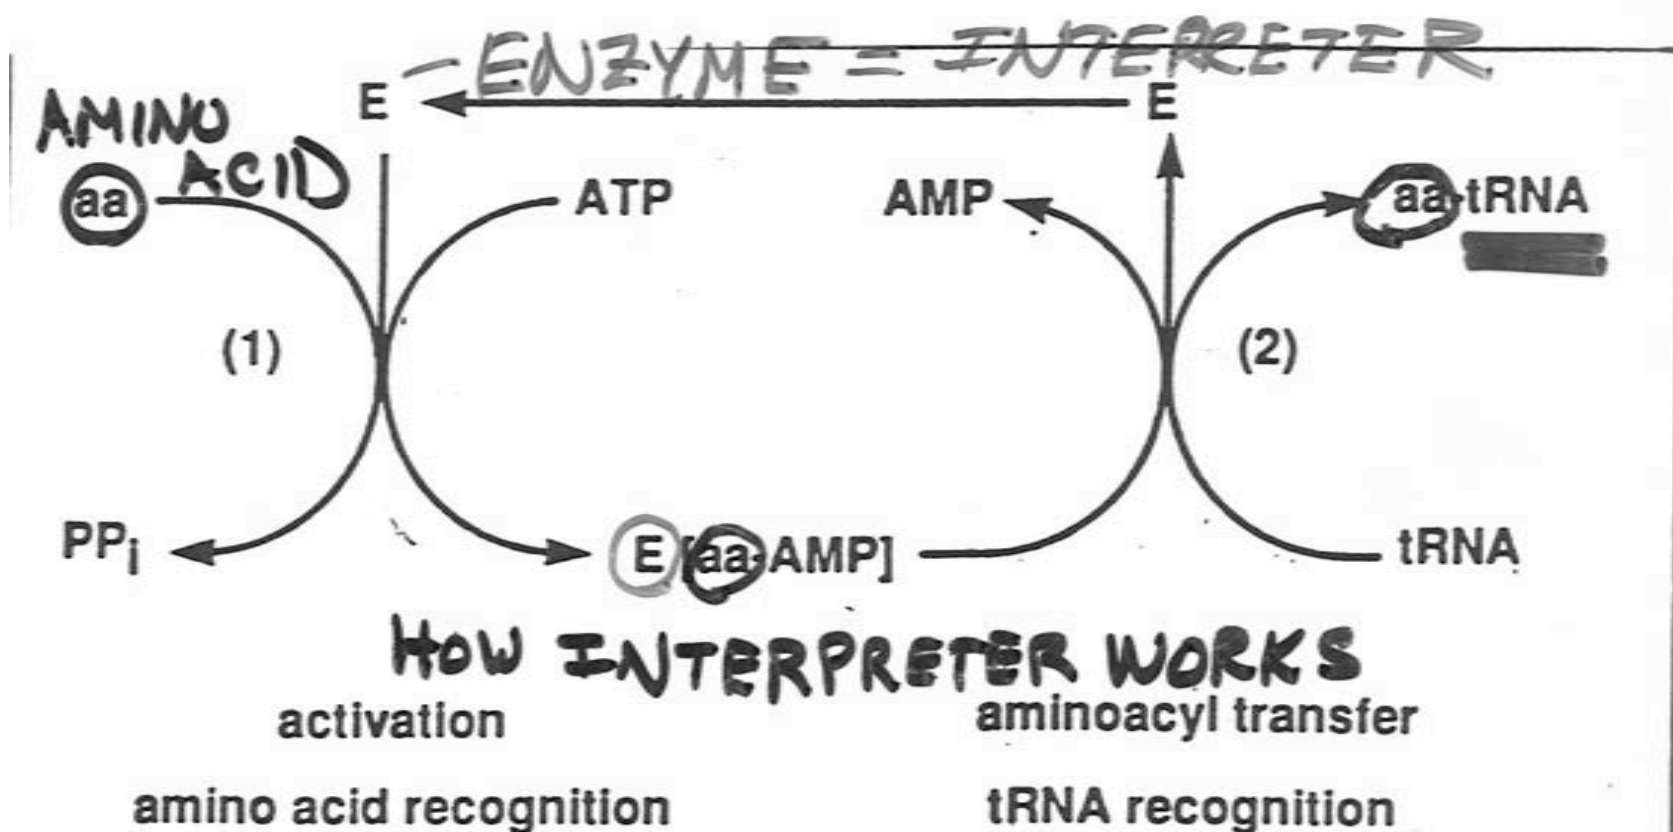 - ENZYME = INTERPRETER
E E
AMINO
ACID
aa ATP AMP aa-tRNA
(1) (2)
PPi E [aa-AMP] tRNA
HOW INTERPRETER WORKS
activation aminoacyl transfer
amino acid recognition tRNA recognition